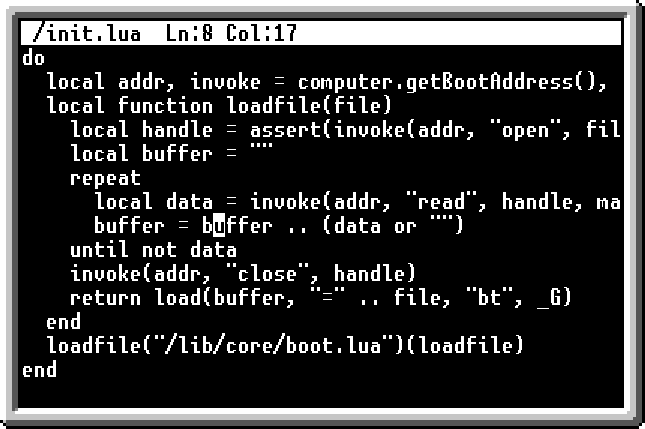 /init.lua  Ln:8 Col:17
do
  local addr, invoke = computer.getBootAddress(),
  local function loadfile(file)
    local handle = assert(invoke(addr, "open", fil
    local buffer = ""
    repeat
      local data = invoke(addr, "read", handle, ma
      buffer = buffer .. (data or "")
    until not data
    invoke(addr, "close", handle)
    return load(buffer, "=" .. file, "bt", _G)
  end
  loadfile("/lib/core/boot.lua")(loadfile)
end